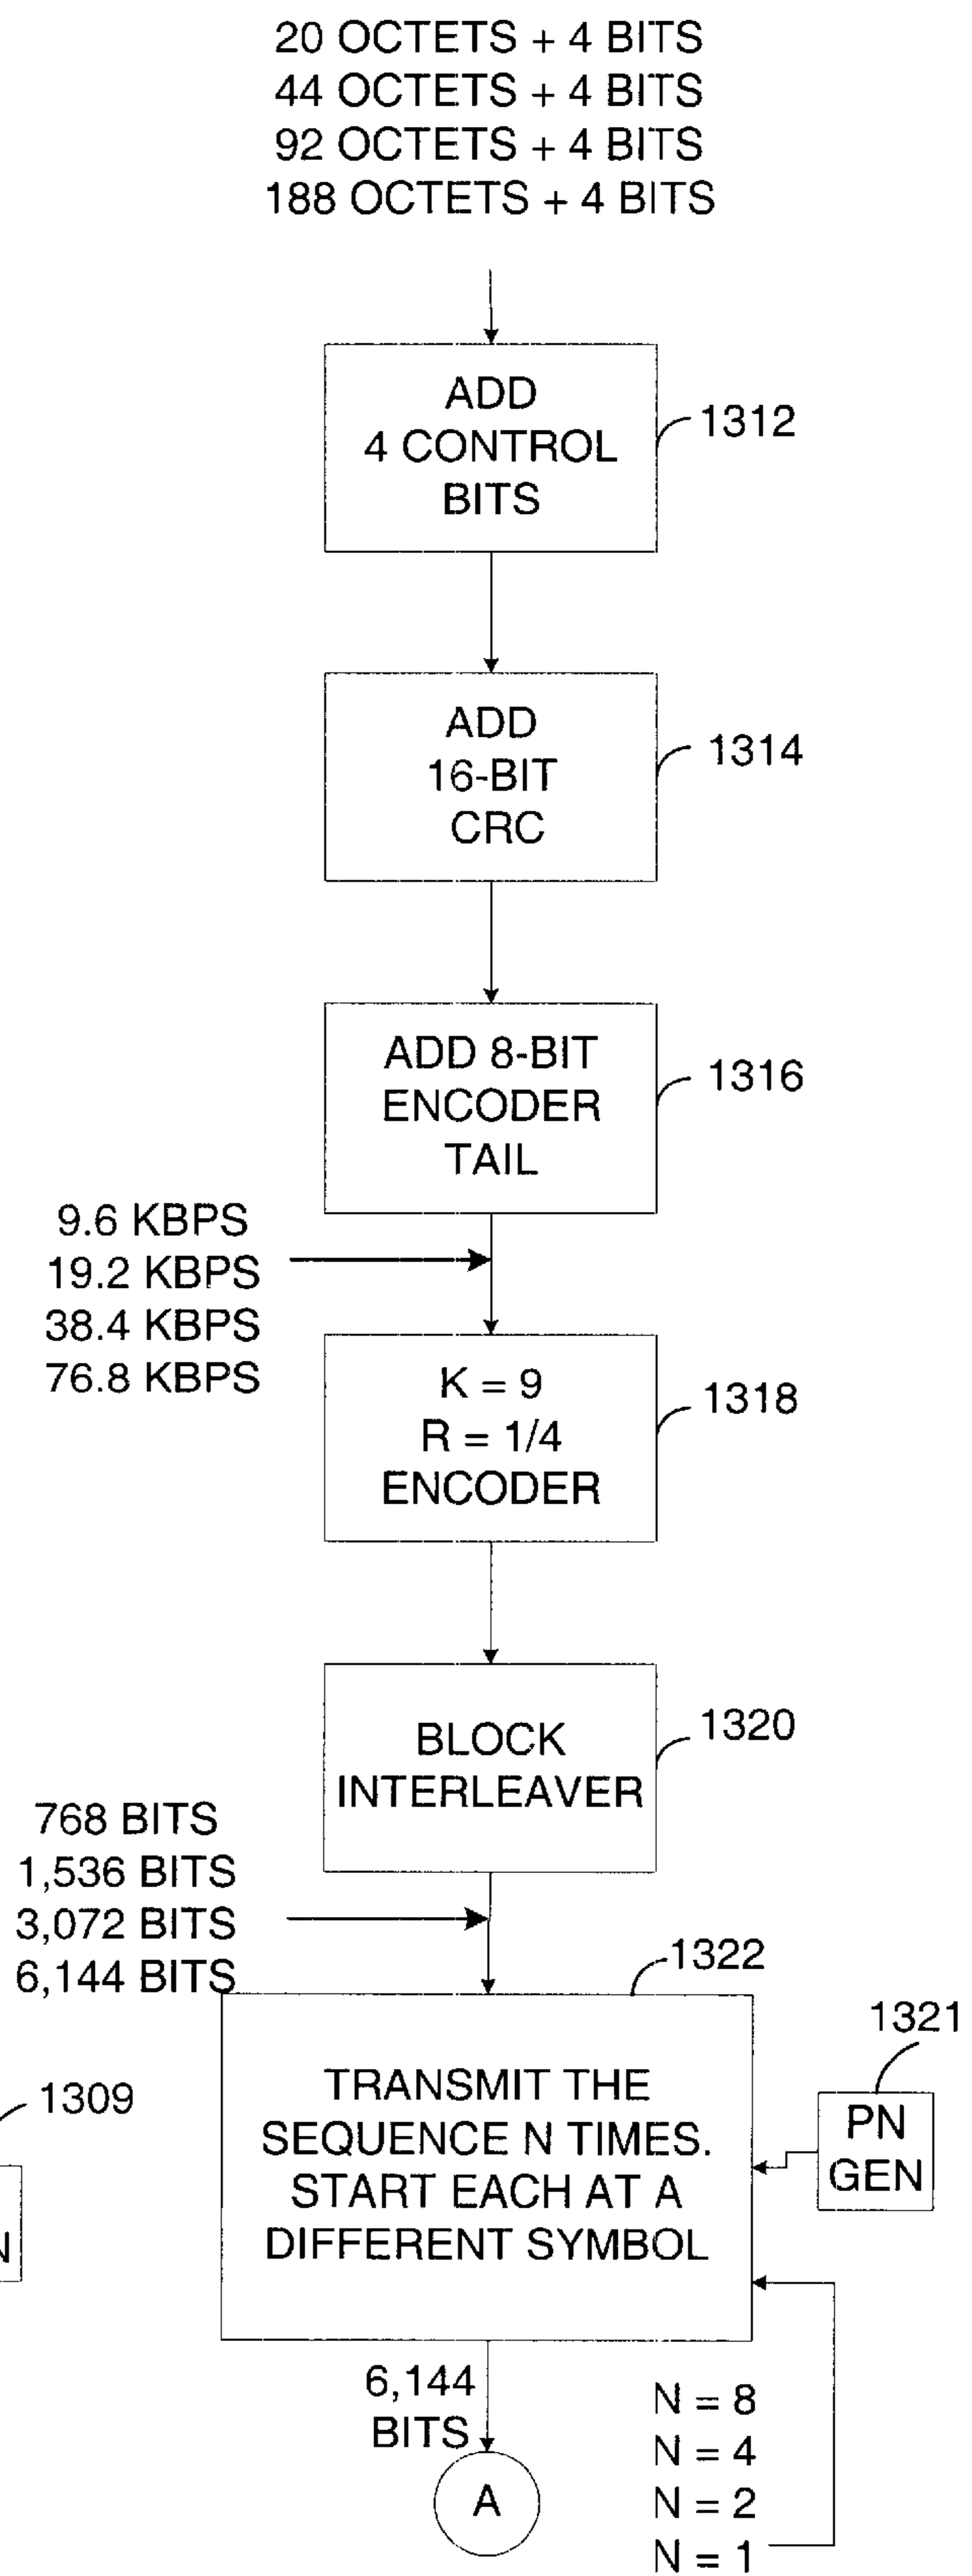 20 OCTETS + 4 BITS
44 OCTETS + 4 BITS
92 OCTETS + 4 BITS
188 OCTETS + 4 BITS
ADD
4 CONTROL
BITS
1312
ADD
16-BIT
CRC
1314
ADD 8-BIT
ENCODER
TAIL
1316
9.6 KBPS
19.2 KBPS
38.4 KBPS
76.8 KBPS
K = 9
R = 1/4
ENCODER
1318
BLOCK
INTERLEAVER
1320
768 BITS
1,536 BITS
3,072 BITS
6,144 BITS
1322
TRANSMIT THE
SEQUENCE N TIMES.
START EACH AT A
DIFFERENT SYMBOL
1321
PN
GEN
1309
N
6,144
BITS
A
N = 8
N = 4
N = 2
N = 1